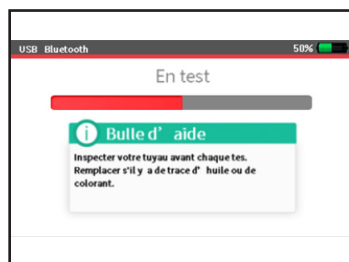 USB Bluetooth 50%
En test
Bulle d' aide
Inspecter votre tuyau avant chaque tes.
Remplacer s'il y a de trace d' huile ou de
colorant.